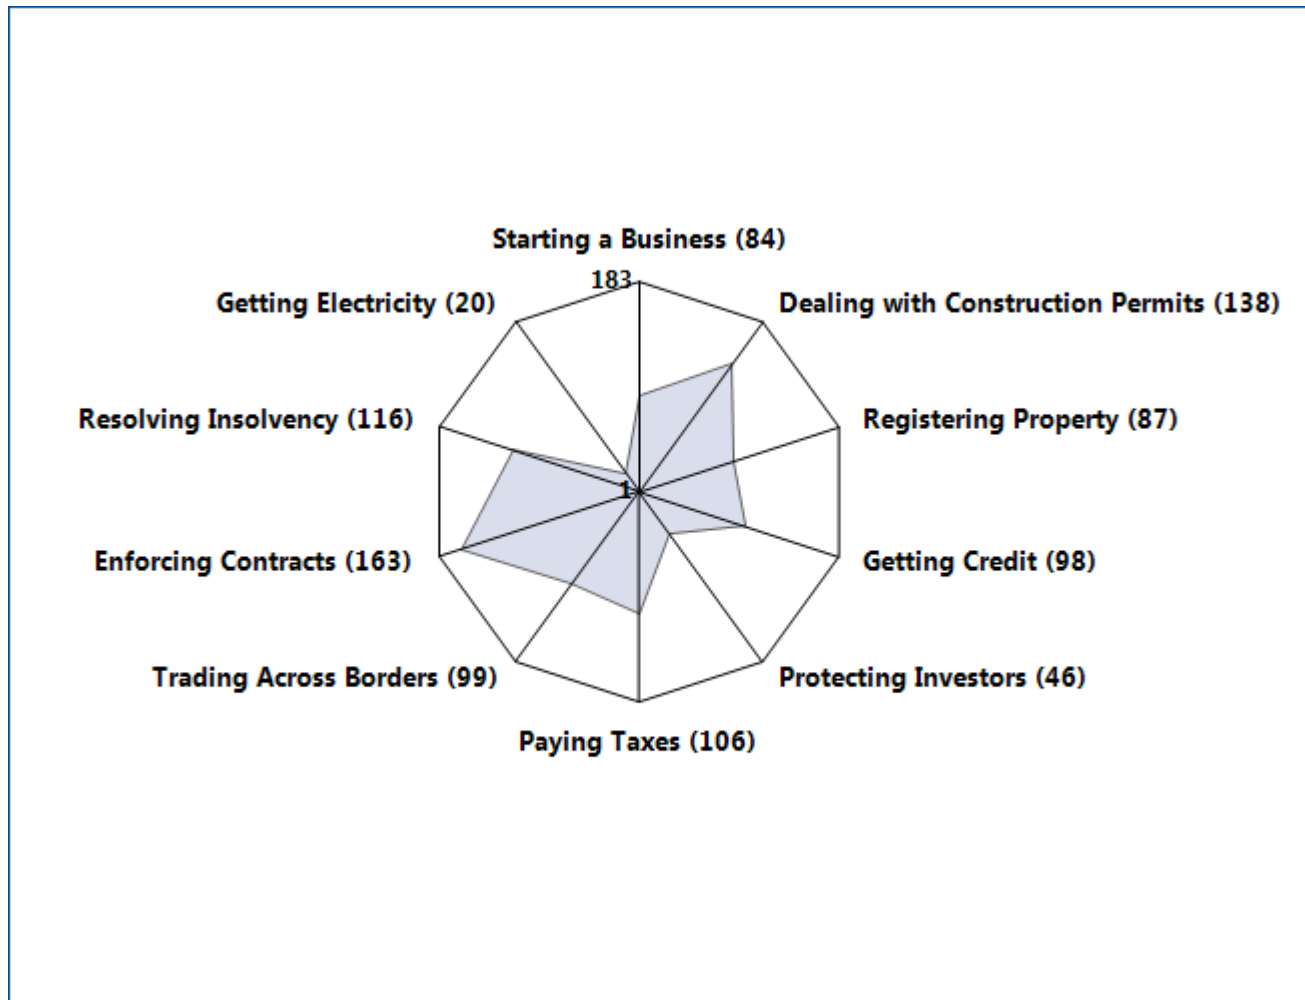 Starting a Business (84)
183
Getting Electricity (20)
Dealing with Construction Permits (138)
Resolving Insolvency (116)
Registering Property (87)
1
Enforcing Contracts (163)
Getting Credit (98)
Trading Across Borders (99)
Protecting Investors (46)
Paying Taxes (106)